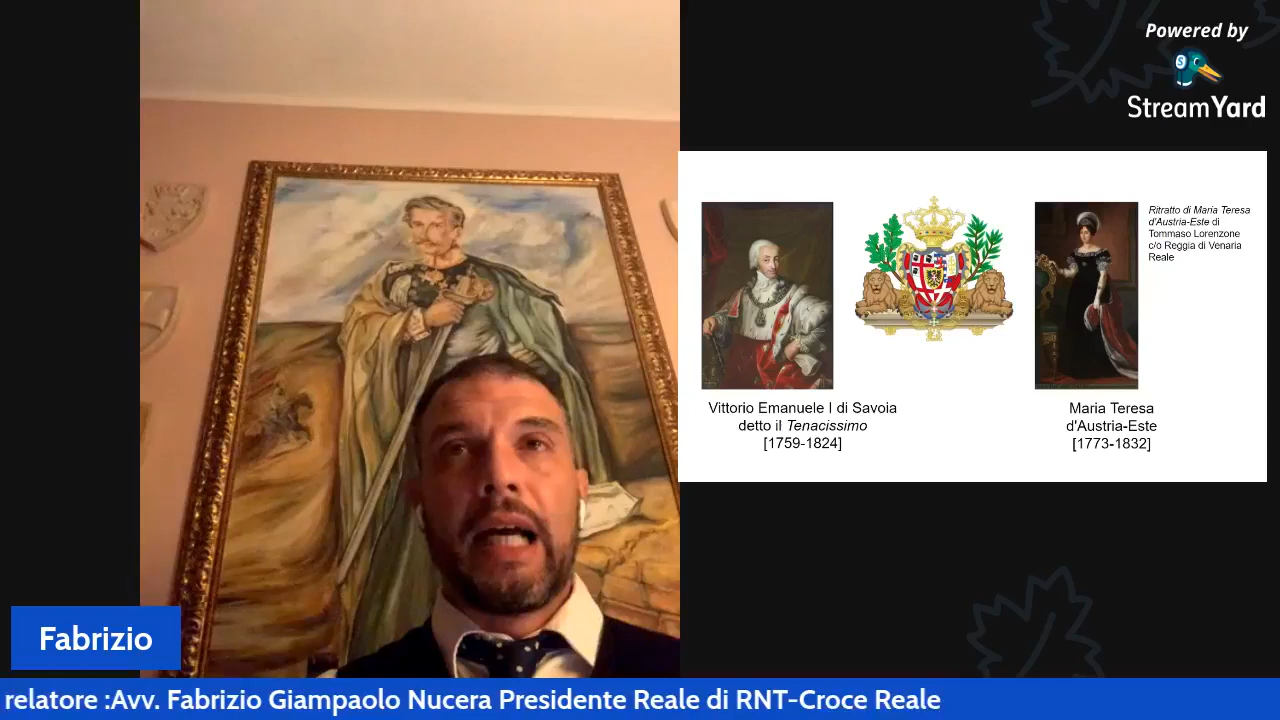 Powered by
StreamYard
Ritratto di Maria Teresa
d'Austria-Este di
Tommaso Lorenzone
c/o Reggia di Venaria
Reale
Vittorio Emanuele I di Savoia
detto il Tenacissimo
[1759-1824]
Maria Teresa
d'Austria-Este
[1773-1832]
Fabrizio
relatore :Avv. Fabrizio Giampaolo Nucera Presidente Reale di RNT-Croce Reale